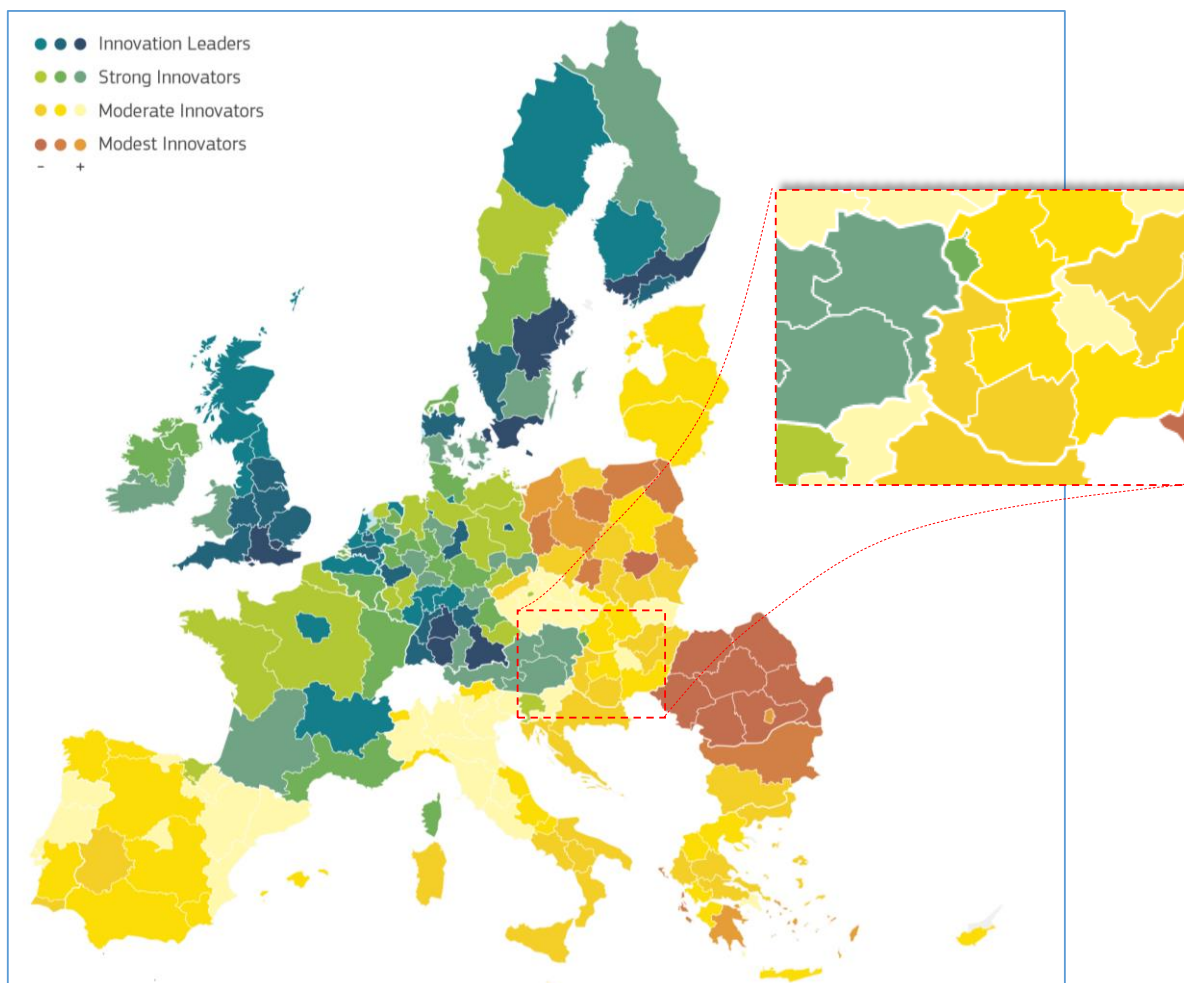 Innovation Leaders
Strong Innovators
Moderate Innovators
Modest Innovators
- +